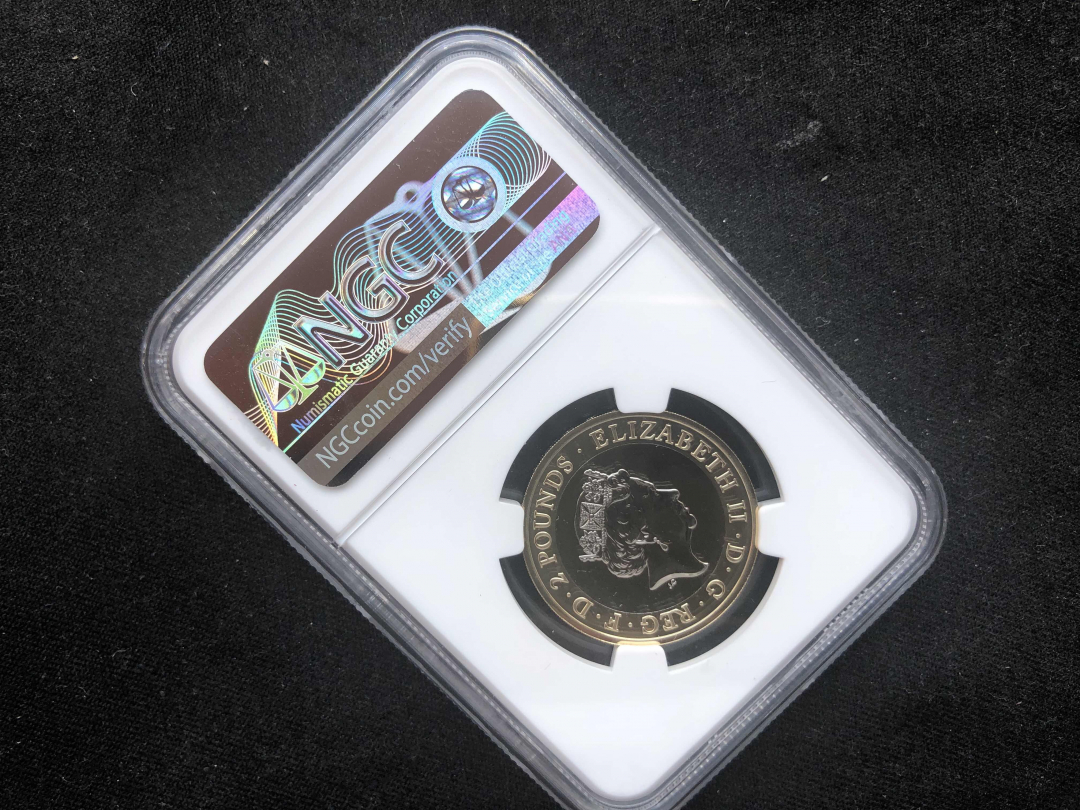 NGC
Numismatic Guaranty Corporation
NGCcoin.com/verify
· ELIZABETH II · D · G · REG · F · D · 2 POUNDS